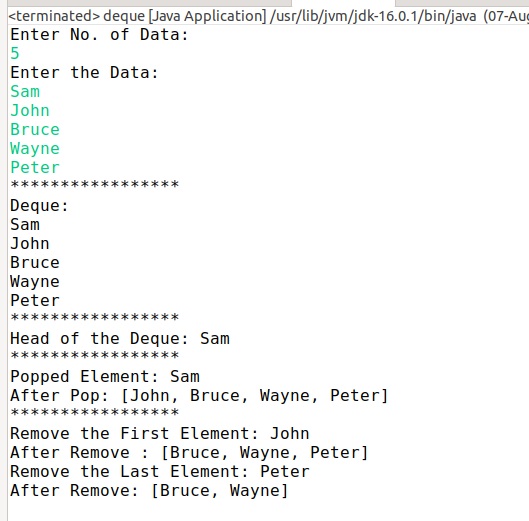 <terminated> deque [Java Application] /usr/lib/jvm/jdk-16.0.1/bin/java (07-Aug
Enter No. of Data:
5
Enter the Data:
Sam
John
Bruce
Wayne
Peter
*****************
Deque:
Sam
John
Bruce
Wayne
Peter
*****************
Head of the Deque: Sam
*****************
Popped Element: Sam
After Pop: [John, Bruce, Wayne, Peter]
*****************
Remove the First Element: John
After Remove : [Bruce, Wayne, Peter]
Remove the Last Element: Peter
After Remove: [Bruce, Wayne]